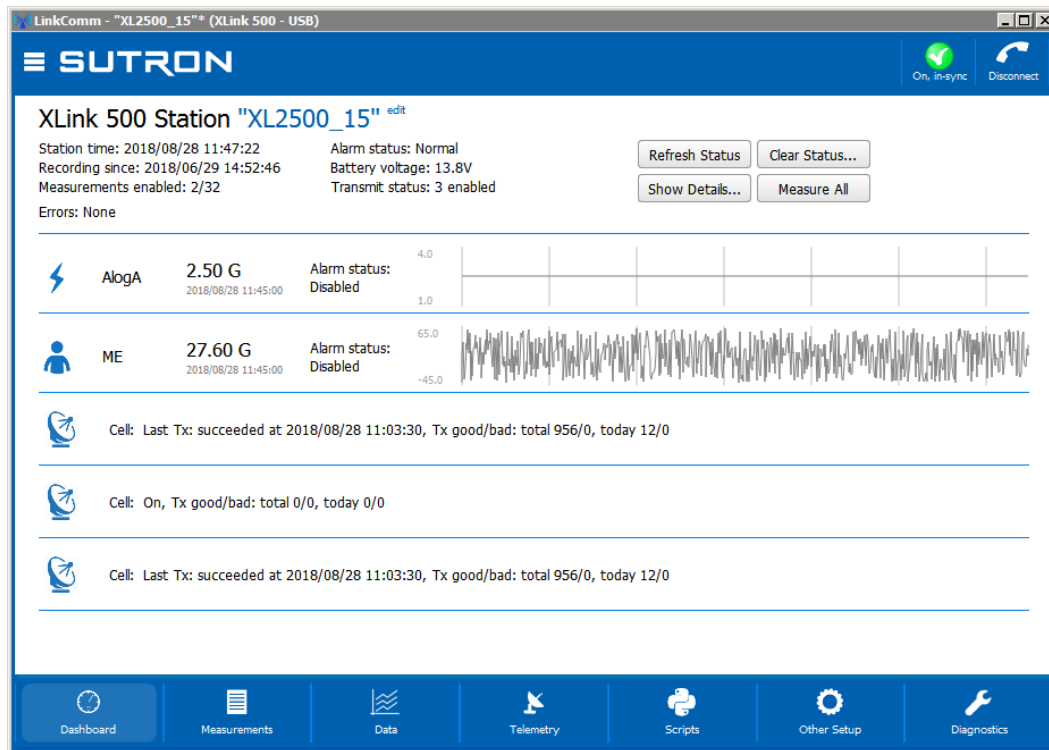 LinkComm - "XL2500_15"* (XLink 500 - USB)
SUTRON
On, in-sync
Disconnect
XLink 500 Station "XL2500_15" edit
Station time: 2018/08/28 11:47:22
Recording since: 2018/06/29 14:52:46
Measurements enabled: 2/32
Errors: None
Alarm status: Normal
Battery voltage: 13.8V
Transmit status: 3 enabled
Refresh Status
Clear Status...
Show Details...
Measure All
AlogA
2.50 G
2018/08/28 11:45:00
Alarm status:
Disabled
4.0
1.0
ME
27.60 G
2018/08/28 11:45:00
Alarm status:
Disabled
65.0
-45.0
Cell: Last Tx: succeeded at 2018/08/28 11:03:30, Tx good/bad: total 956/0, today 12/0
Cell: On, Tx good/bad: total 0/0, today 0/0
Cell: Last Tx: succeeded at 2018/08/28 11:03:30, Tx good/bad: total 956/0, today 12/0
Dashboard
Measurements
Data
Telemetry
Scripts
Other Setup
Diagnostics